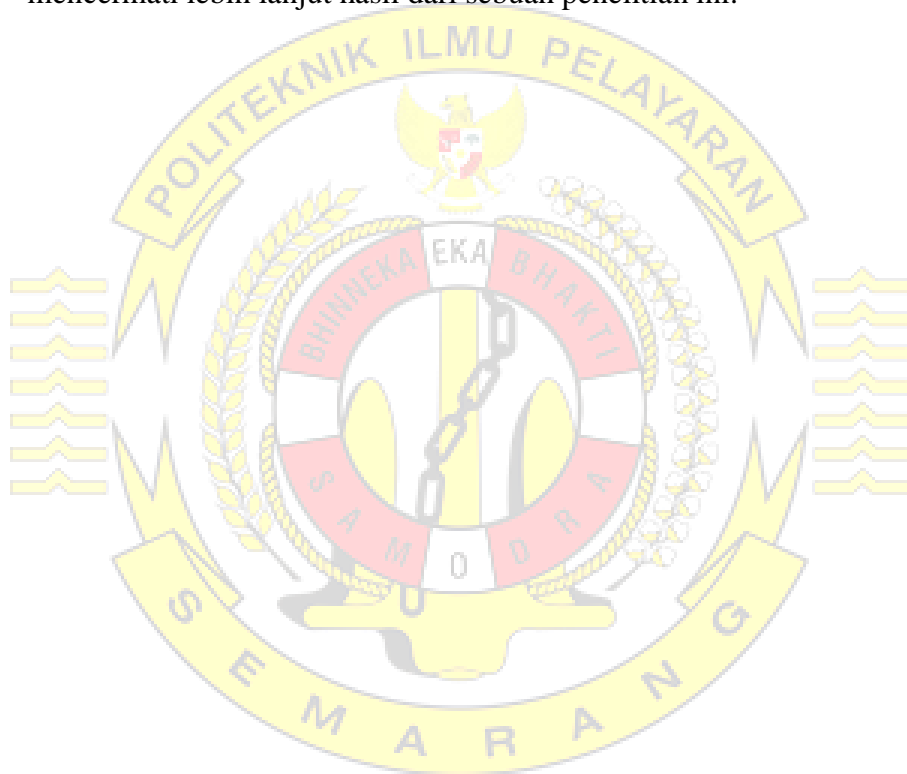 mencermati lebih lanjut hasil dari sebuah penelitian ini.
POLITEKNIK ILMU PELAYARAN
BHINNEKA EKA BHAKTI
SAMODRA
SEMARANG